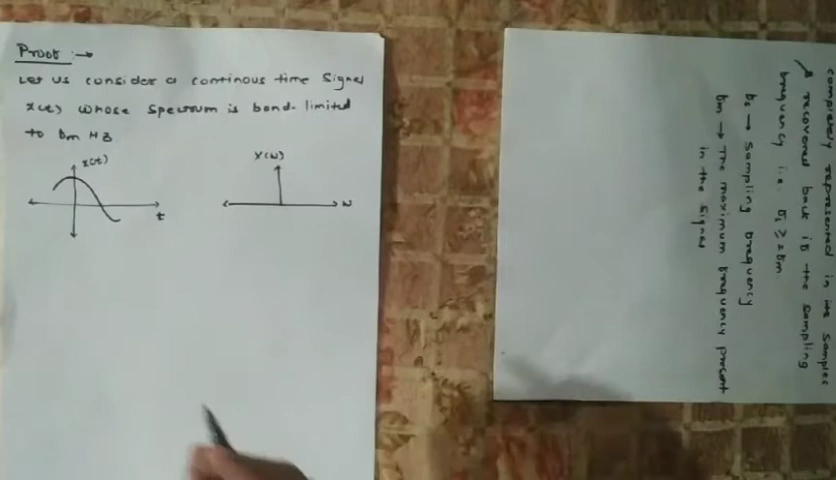 Proof :→
Let us consider a continous time signal
x(t) whose spectrum is band-limited
to fm Hz
x(t)
t
X(ω)
ω
completely represented in its samples
& recovered back if the sampling
frequency i.e. fs ≥ 2fm
fs → sampling frequency
fm → the maximum frequency present
in the signal